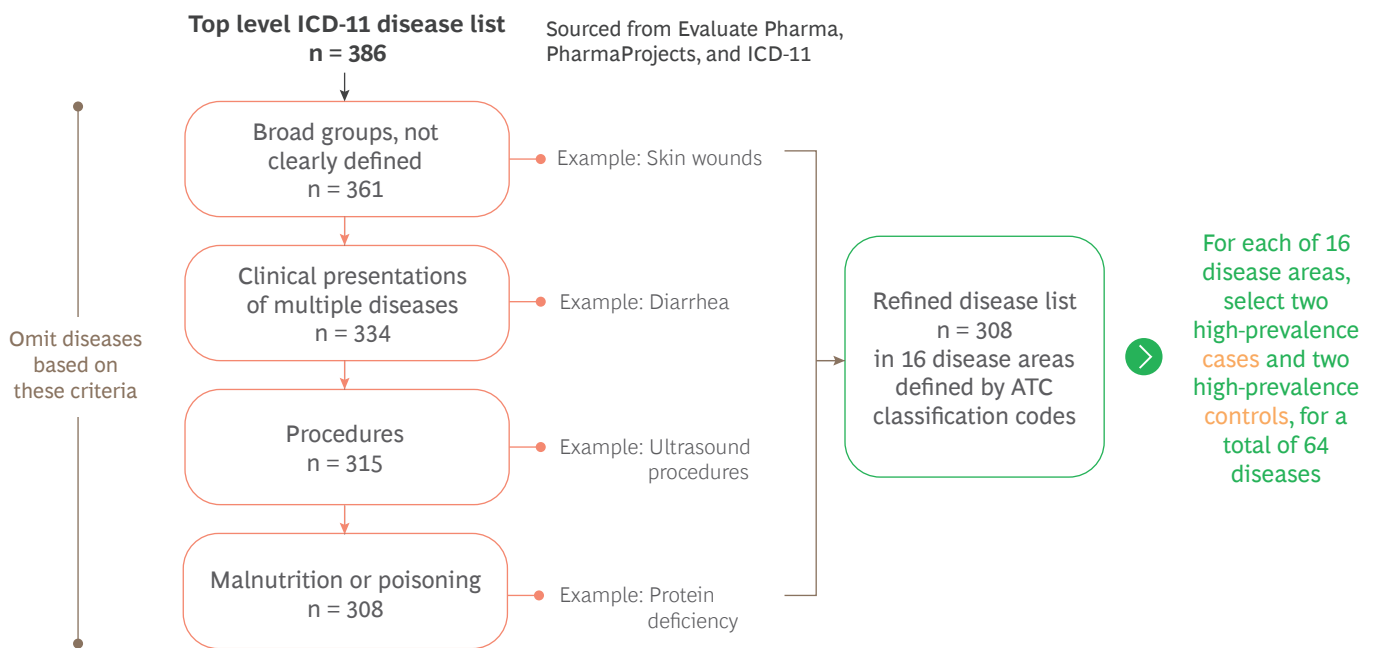 Top level ICD-11 disease list
n = 386
Sourced from Evaluate Pharma,
PharmaProjects, and ICD-11
Omit diseases
based on
these criteria
Broad groups, not
clearly defined
n = 361
Example: Skin wounds
Clinical presentations
of multiple diseases
n = 334
Example: Diarrhea
Procedures
n = 315
Example: Ultrasound
procedures
Malnutrition or poisoning
n = 308
Example: Protein
deficiency
Refined disease list
n = 308
in 16 disease areas
defined by ATC
classification codes
For each of 16
disease areas,
select two
high-prevalence
cases and two
high-prevalence
controls, for a
total of 64
diseases